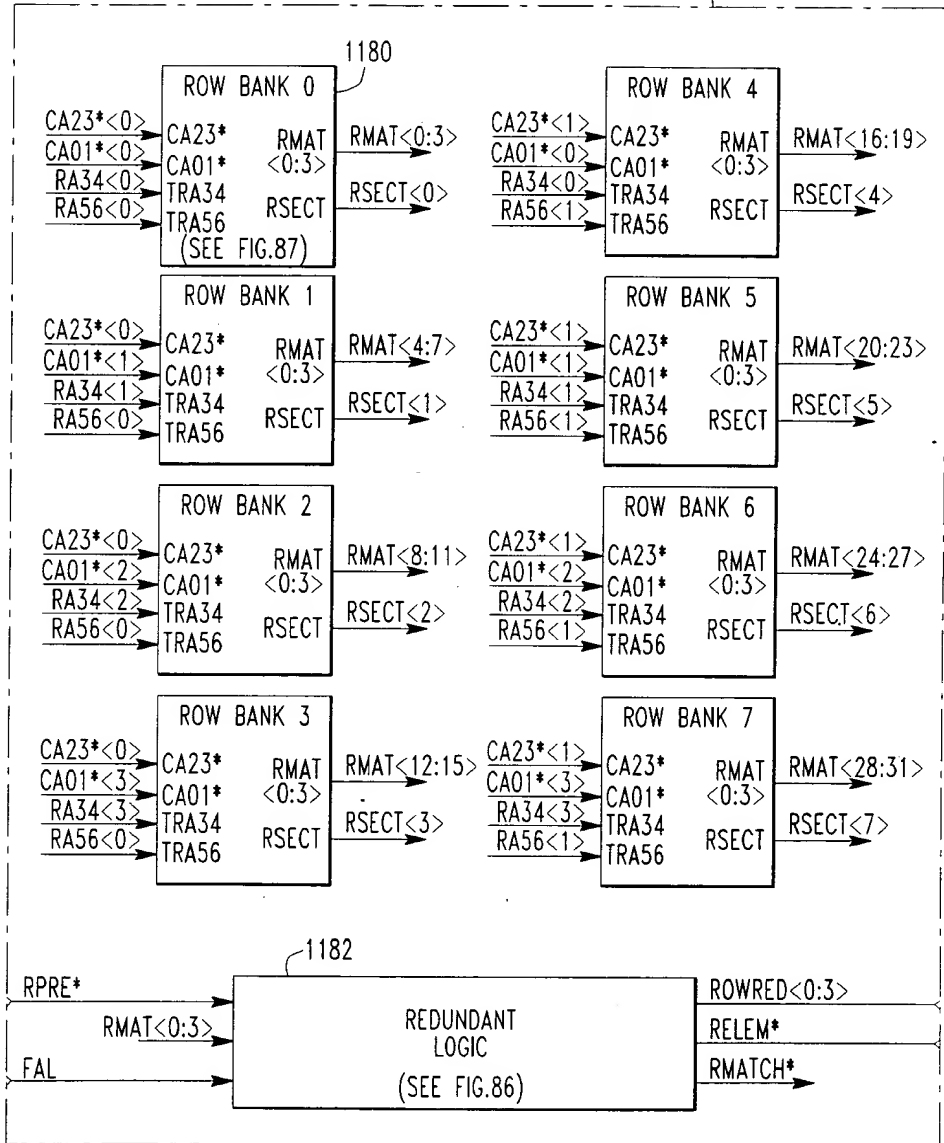 1180
ROW BANK 0
CA23*<0>
CA01*<0>
RA34<0>
RA56<0>
CA23*
CA01*
TRA34
TRA56
RMAT
<0:3>
RSECT
(SEE FIG.87)
RMAT<0:3>
RSECT<0>
ROW BANK 4
CA23*<1>
CA01*<0>
RA34<0>
RA56<1>
CA23*
CA01*
TRA34
TRA56
RMAT
<0:3>
RSECT
RMAT<16:19>
RSECT<4>
ROW BANK 1
CA23*<0>
CA01*<1>
RA34<1>
RA56<0>
CA23*
CA01*
TRA34
TRA56
RMAT
<0:3>
RSECT
RMAT<4:7>
RSECT<1>
ROW BANK 5
CA23*<1>
CA01*<1>
RA34<1>
RA56<1>
CA23*
CA01*
TRA34
TRA56
RMAT
<0:3>
RSECT
RMAT<20:23>
RSECT<5>
ROW BANK 2
CA23*<0>
CA01*<2>
RA34<2>
RA56<0>
CA23*
CA01*
TRA34
TRA56
RMAT
<0:3>
RSECT
RMAT<8:11>
RSECT<2>
ROW BANK 6
CA23*<1>
CA01*<2>
RA34<2>
RA56<1>
CA23*
CA01*
TRA34
TRA56
RMAT
<0:3>
RSECT
RMAT<24:27>
RSECT<6>
ROW BANK 3
CA23*<0>
CA01*<3>
RA34<3>
RA56<0>
CA23*
CA01*
TRA34
TRA56
RMAT
<0:3>
RSECT
RMAT<12:15>
RSECT<3>
ROW BANK 7
CA23*<1>
CA01*<3>
RA34<3>
RA56<1>
CA23*
CA01*
TRA34
TRA56
RMAT
<0:3>
RSECT
RMAT<28:31>
RSECT<7>
1182
RPRE*
RMAT<0:3>
FAL
REDUNDANT
LOGIC
(SEE FIG.86)
ROWRED<0:3>
RELEM*
RMATCH*